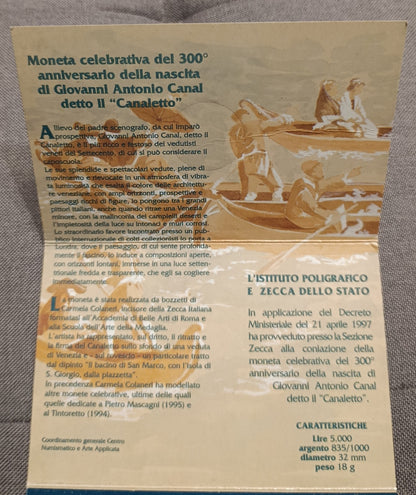 Moneta celebrativa del 300°
anniversario della nascita
di Giovanni Antonio Canal
detto il "Canaletto"
Allievo del padre scenografo, da cui imparò
la prospettiva, Giovanni Antonio Canal, detto il
Canaletto, è il più ricco e festoso dei vedutisti
veneti del Settecento, di cui si può considerare il
caposcuola.
Le sue splendide e spettacolari vedute, piene di
movimento e rievocate in una atmosfera di vibra-
ta luminosità che esalta il colore delle architettu-
re veneziane, con ampi orizzonti, prospettive e
paesaggi ricchi di figure, lo pongono tra i grandi
pittori italiani, anche quando ritrae una Venezia
minore, con la malinconia dei campielli deserti e
l'impietosità della luce su intonaci e muri corrosi.
Lo straordinario favore incontrato presso un pub-
blico internazionale di colti collezionisti lo porta a
Londra, dove il paesaggio, di cui sente profonda-
mente il fascino, lo induce a composizioni aperte,
con orizzonti lontani, immerse in una luce setten-
trionale fredda e trasparente, che egli sa cogliere
immediatamente.
La moneta è stata realizzata da bozzetti di
Carmela Colaneri della Zecca Italiana
formatasi all'Accademia di Belle Arti di Roma e
alla Scuola dell'Arte della Medaglia.
L'artista ha rappresentato, sul diritto, il ritratto e
la firma del Canaletto sullo sfondo di una veduta
di Venezia e - sul rovescio - un particolare tratto
dal dipinto "Il bacino di San Marco, con l'isola di
S. Giorgio, dalla piazzetta".
In precedenza Carmela Colaneri ha modellato
altre monete celebrative, ultime delle quali
quelle dedicate a Pietro Mascagni (1995) e
al Tintoretto (1994).
Coordinamento generale Centro
Numismatico e Arte Applicata
L'ISTITUTO POLIGRAFICO
E ZECCA DELLO STATO
In applicazione del Decreto
Ministeriale del 21 aprile 1997
ha provveduto presso la Sezione
Zecca alla coniazione della
moneta celebrativa del 300°
anniversario della nascita di
Giovanni Antonio Canal
detto il "Canaletto".
CARATTERISTICHE
Lire 5.000
argento 835/1000
diametro 32 mm
peso 18 g